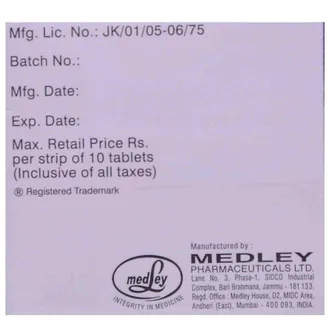 Mfg. Lic. No.: JK/01/05-06/75
Batch No.:
Mfg. Date:
Exp. Date:
Max. Retail Price Rs.
per strip of 10 tablets
(Inclusive of all taxes)
® Registered Trademark
Manufactured by :
MEDLEY
PHARMACEUTICALS LTD.
Lane No. 3, Phase-1, SIDCO Industrial
Complex, Bari Brahmana, Jammu - 181 133.
Regd. Office : Medley House, D2, MIDC Area,
Andheri (East), Mumbai - 400 093, INDIA.
medley
INTEGRITY IN MEDICINE